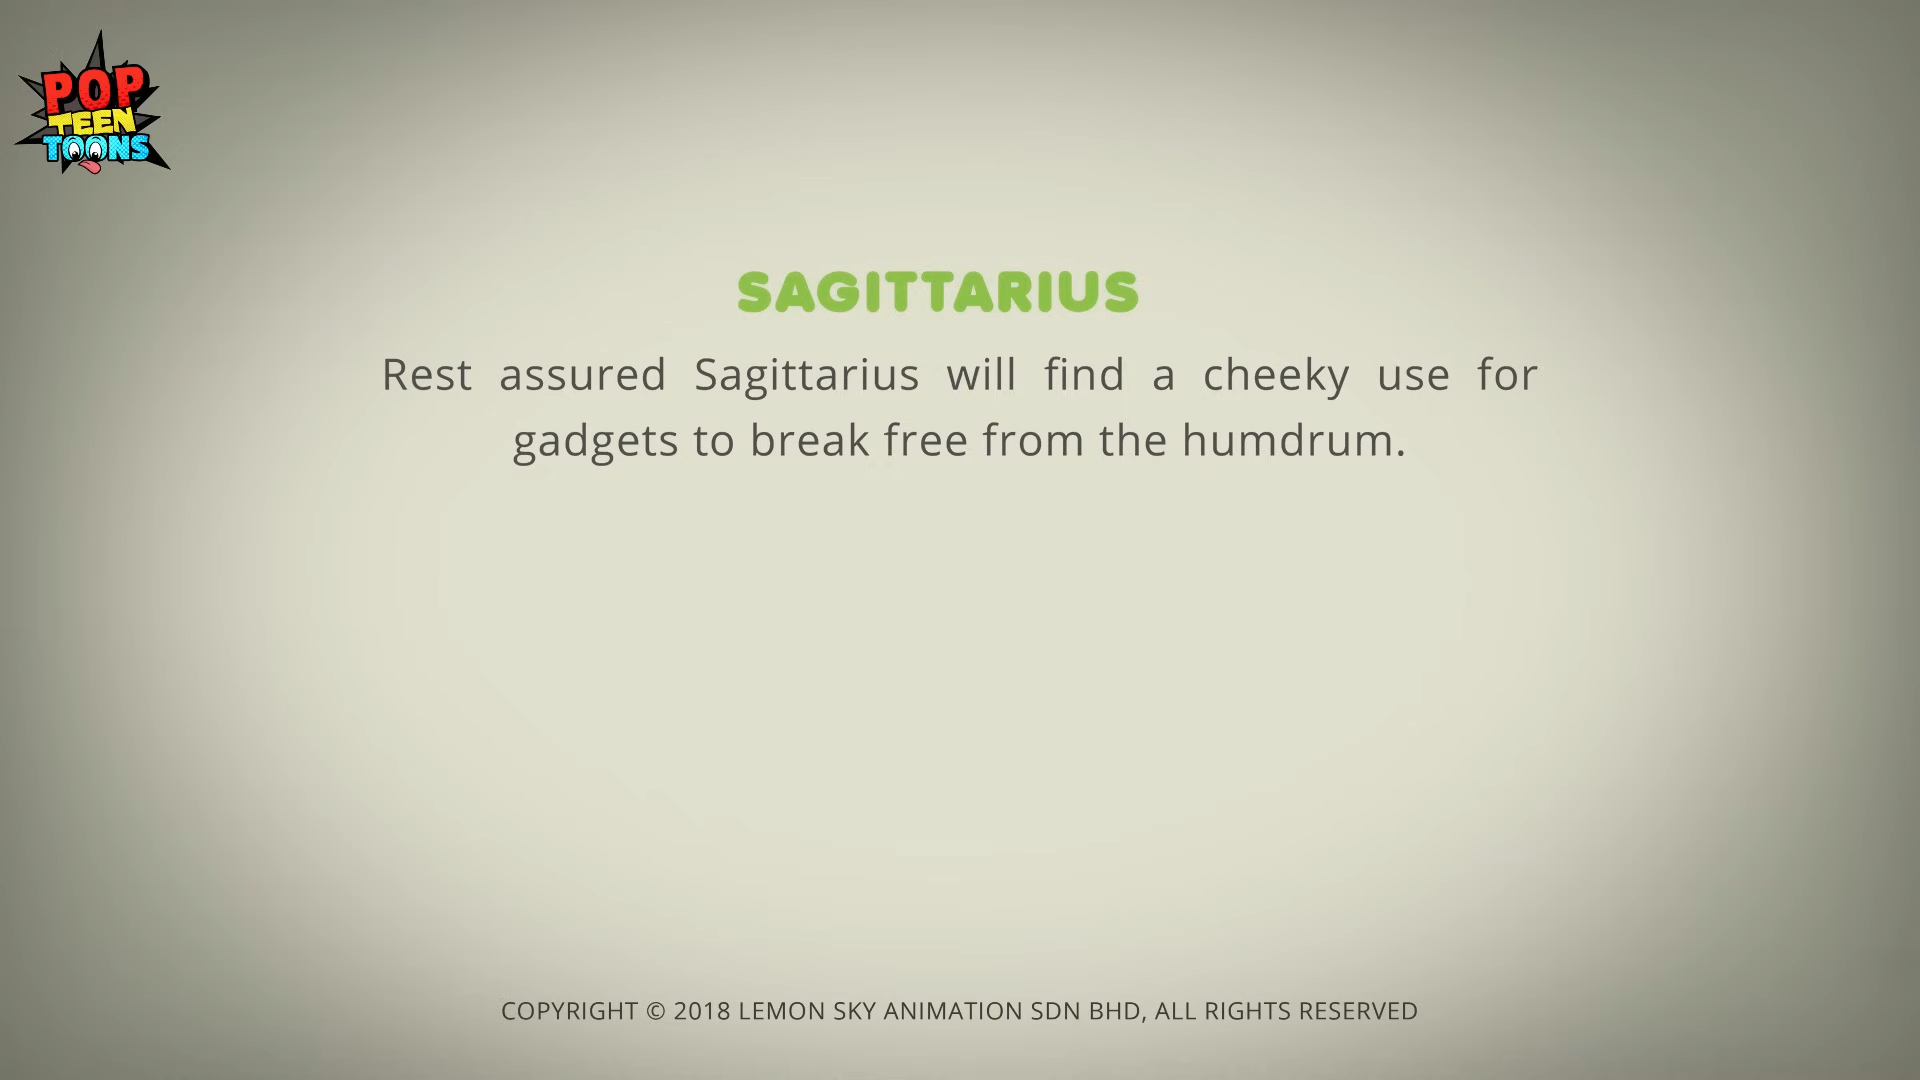 POP
TEEN
TOONS
SAGITTARIUS
Rest assured Sagittarius will find a cheeky use for
gadgets to break free from the humdrum.
COPYRIGHT © 2018 LEMON SKY ANIMATION SDN BHD, ALL RIGHTS RESERVED